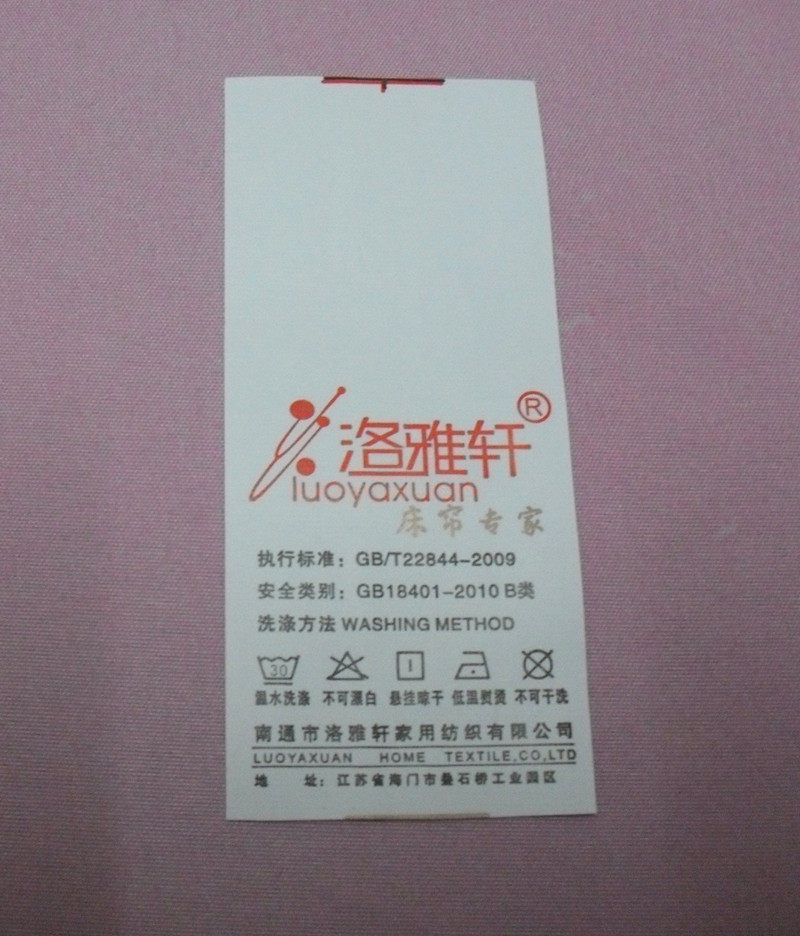 洛雅轩®
luoyaxuan
床帘专家
执行标准：GB/T22844-2009
安全类别：GB18401-2010 B类
洗涤方法 WASHING METHOD
30
温水洗涤 不可漂白 悬挂晾干 低温熨烫 不可干洗
南通市洛雅轩家用纺织有限公司
LUOYAXUAN HOME TEXTILE,CO,LTD
地 址：江苏省海门市叠石桥工业园区